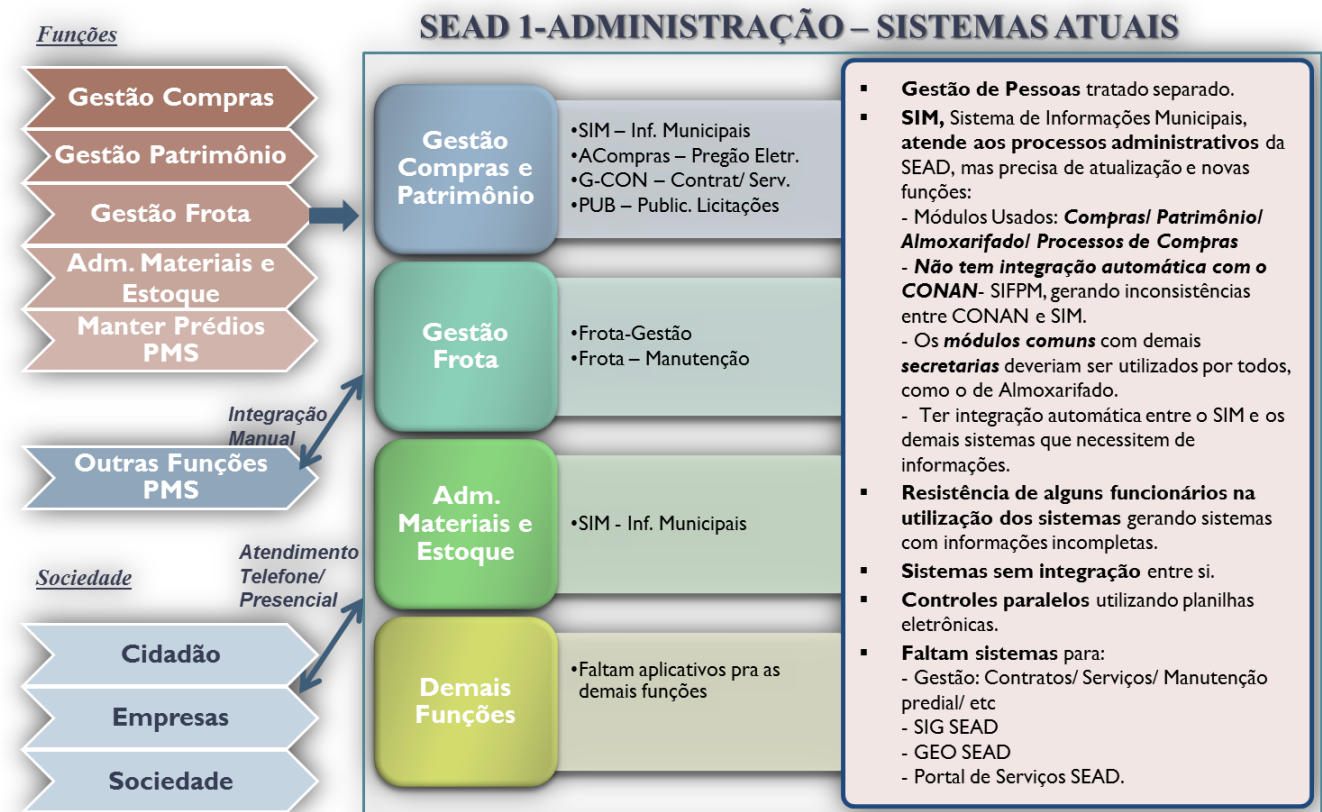 SEAD 1-ADMINISTRAÇÃO – SISTEMAS ATUAIS
Funções
Gestão Compras
Gestão Patrimônio
Gestão Frota
Adm. Materiais e
Estoque
Manter Prédios
PMS
Integração
Manual
Outras Funções
PMS
Atendimento
Telefone/
Presencial
Sociedade
Cidadão
Empresas
Sociedade
Gestão
Compras e
Patrimônio
•SIM – Inf. Municipais
•ACompras – Pregão Eletr.
•G-CON – Contrat/ Serv.
•PUB – Public. Licitações
Gestão
Frota
•Frota-Gestão
•Frota – Manutenção
Adm.
Materiais e
Estoque
•SIM - Inf. Municipais
Demais
Funções
•Faltam aplicativos pra as
demais funções
▪ Gestão de Pessoas tratado separado.
▪ SIM, Sistema de Informações Municipais,
atende aos processos administrativos da
SEAD, mas precisa de atualização e novas
funções:
- Módulos Usados: Compras/ Patrimônio/
Almoxarifado/ Processos de Compras
- Não tem integração automática com o
CONAN- SIFPM, gerando inconsistências
entre CONAN e SIM.
- Os módulos comuns com demais
secretarias deveriam ser utilizados por todos,
como o de Almoxarifado.
- Ter integração automática entre o SIM e os
demais sistemas que necessitem de
informações.
▪ Resistência de alguns funcionários na
utilização dos sistemas gerando sistemas
com informações incompletas.
▪ Sistemas sem integração entre si.
▪ Controles paralelos utilizando planilhas
eletrônicas.
▪ Faltam sistemas para:
- Gestão: Contratos/ Serviços/ Manutenção
predial/ etc
- SIG SEAD
- GEO SEAD
- Portal de Serviços SEAD.